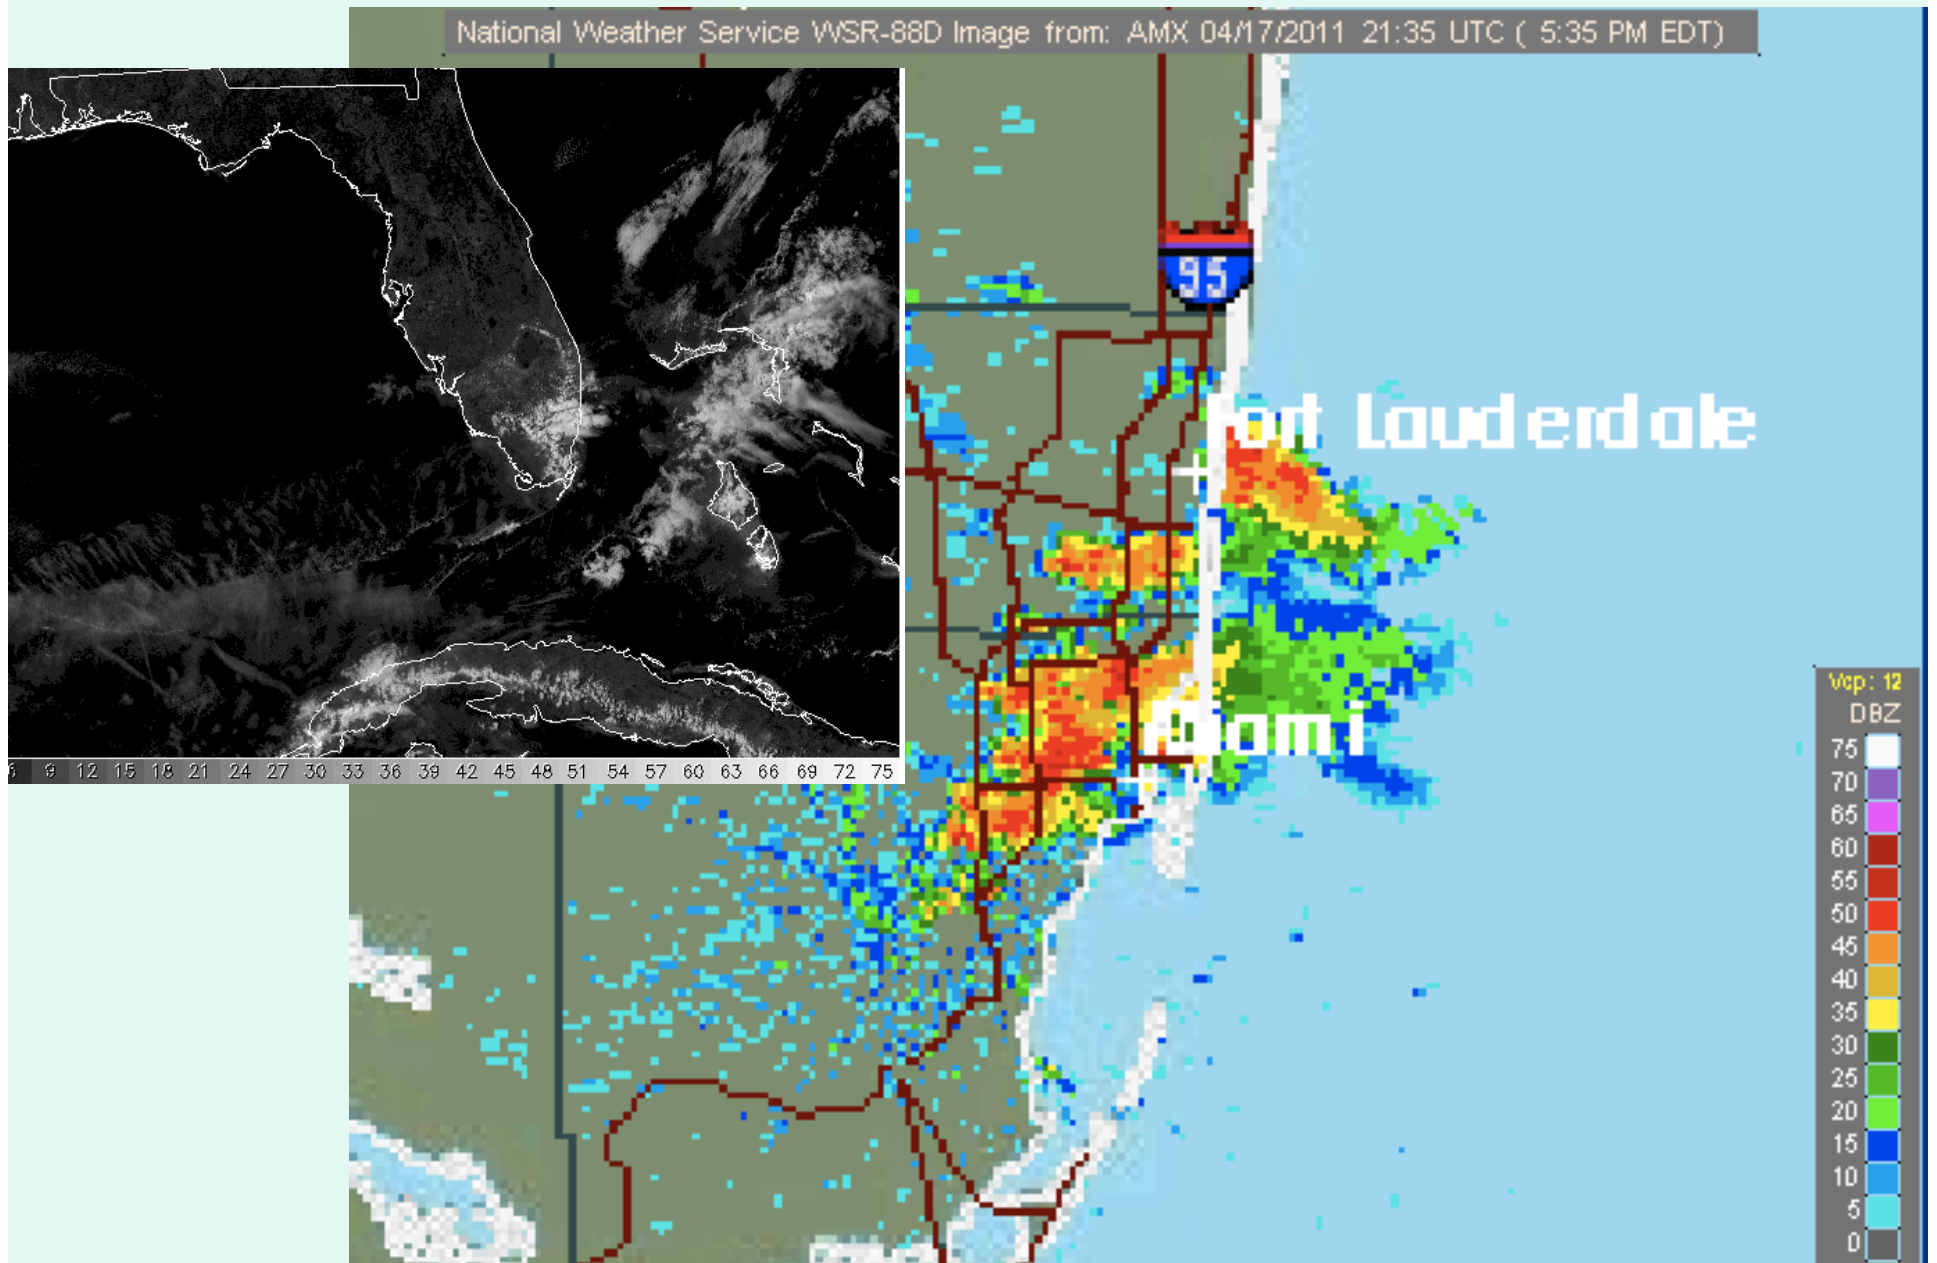 National Weather Service WSR-88D Image from: AMX 04/17/2011 21:35 UTC ( 5:35 PM EDT)
95
Fort Lauderdale
Miami
6 9 12 15 18 21 24 27 30 33 36 39 42 45 48 51 54 57 60 63 66 69 72 75
Vcp: 12
DBZ
75
70
65
60
55
50
45
40
35
30
25
20
15
10
5
0